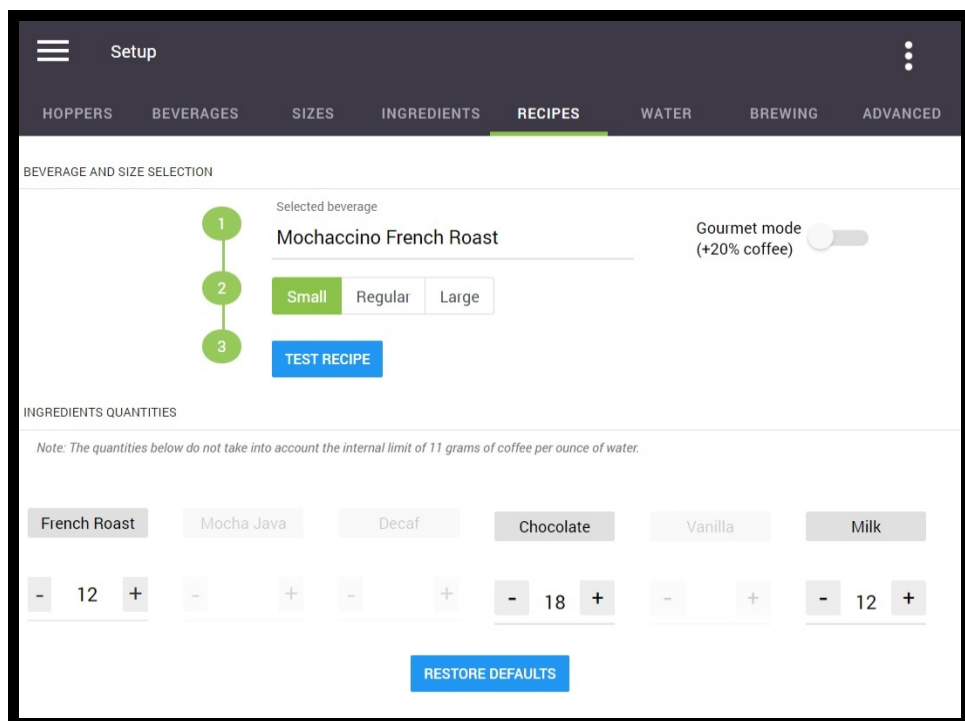 Setup
HOPPERS BEVERAGES SIZES INGREDIENTS RECIPES WATER BREWING ADVANCED
BEVERAGE AND SIZE SELECTION
1
Selected beverage
Mochaccino French Roast
Gourmet mode
(+20% coffee)
2
Small Regular Large
3
TEST RECIPE
INGREDIENTS QUANTITIES
Note: The quantities below do not take into account the internal limit of 11 grams of coffee per ounce of water.
French Roast Mocha Java Decaf Chocolate Vanilla Milk
- 12 + - + - + - 18 + - + - 12 +
RESTORE DEFAULTS